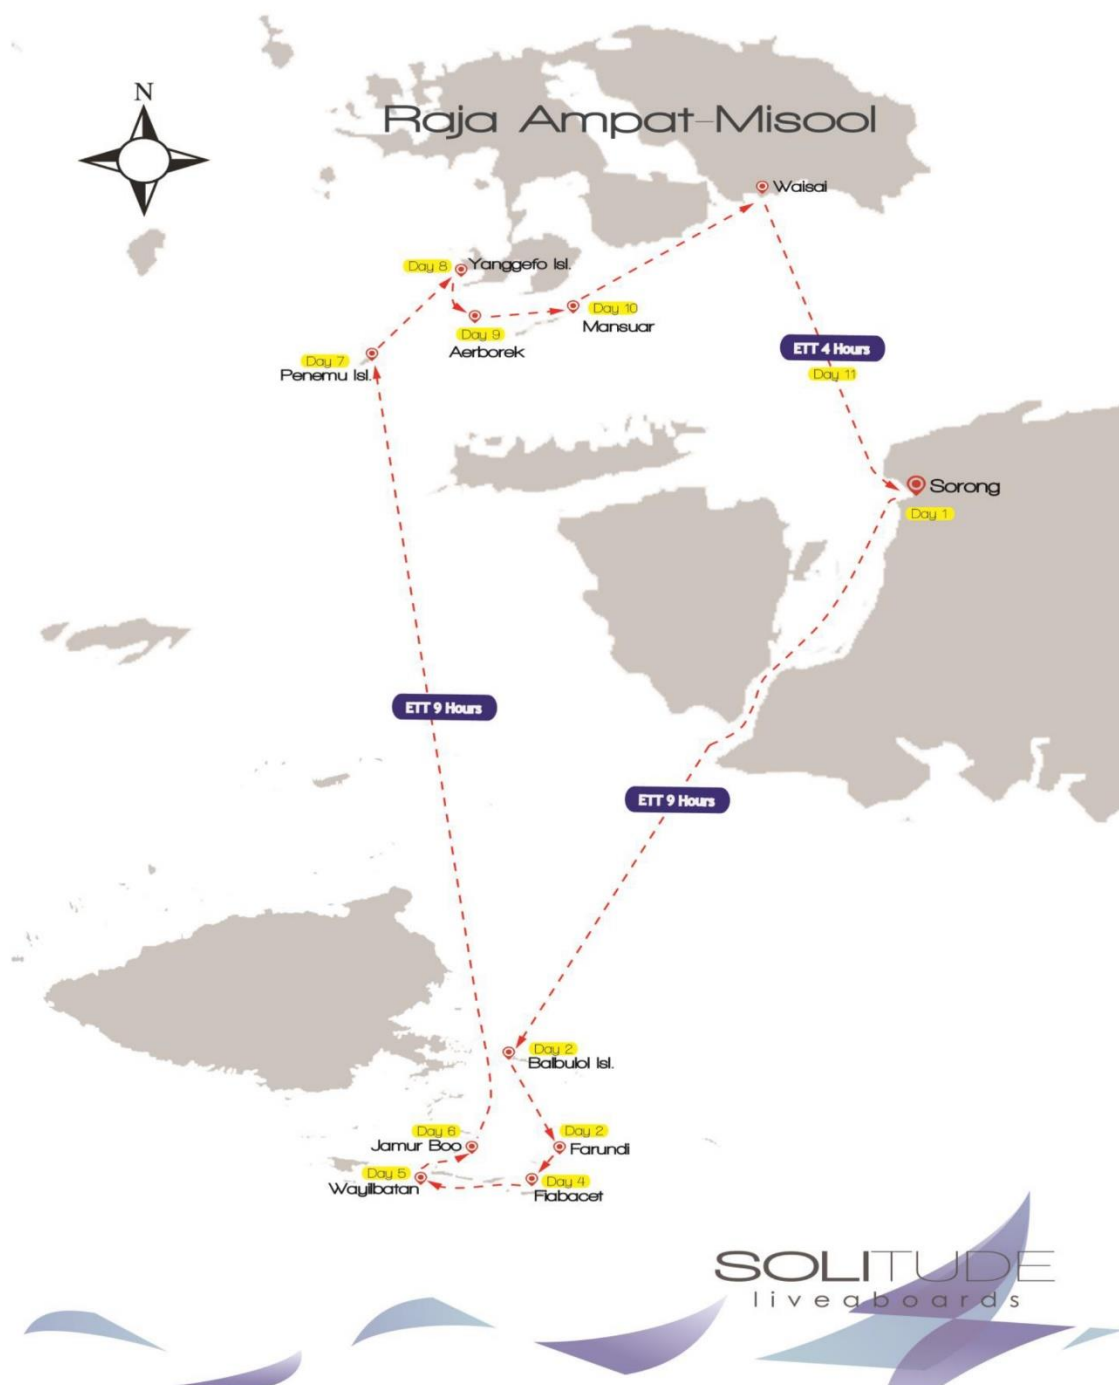 N
Raja Ampat-Misool
Waisai
Day 8
Yanggefo Isl.
Day 10
Mansuar
Day 9
Aerborek
Day 7
Penemu Isl.
ETT 4 Hours
Day 11
Sorong
Day 1
ETT 9 Hours
ETT 9 Hours
Day 2
Balbulol Isl.
Day 6
Jamur Boo
Day 2
Farundi
Day 5
Wayilbatan
Day 4
Fiabacet
SOLITUDE
liveaboards